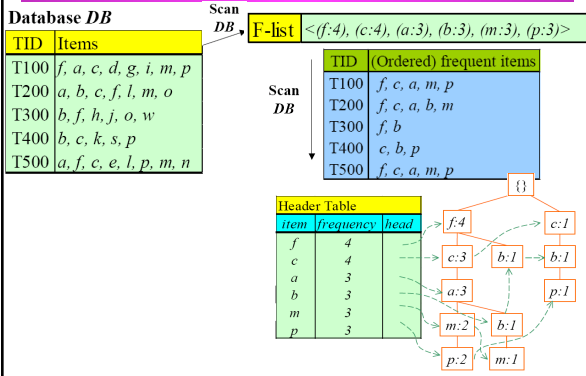 Database DB
Scan
DB
F-list <(f:4), (c:4), (a:3), (b:3), (m:3), (p:3)>
TID Items
T100 f, a, c, d, g, i, m, p
T200 a, b, c, f, l, m, o
T300 b, f, h, j, o, w
T400 b, c, k, s, p
T500 a, f, c, e, l, p, m, n
Scan
DB
TID (Ordered) frequent items
T100 f, c, a, m, p
T200 f, c, a, b, m
T300 f, b
T400 c, b, p
T500 f, c, a, m, p
Header Table
item frequency head
f 4
c 4
a 3
b 3
m 3
p 3
{}
f:4 c:1
c:3 b:1 b:1
a:3 p:1
m:2 b:1
p:2 m:1